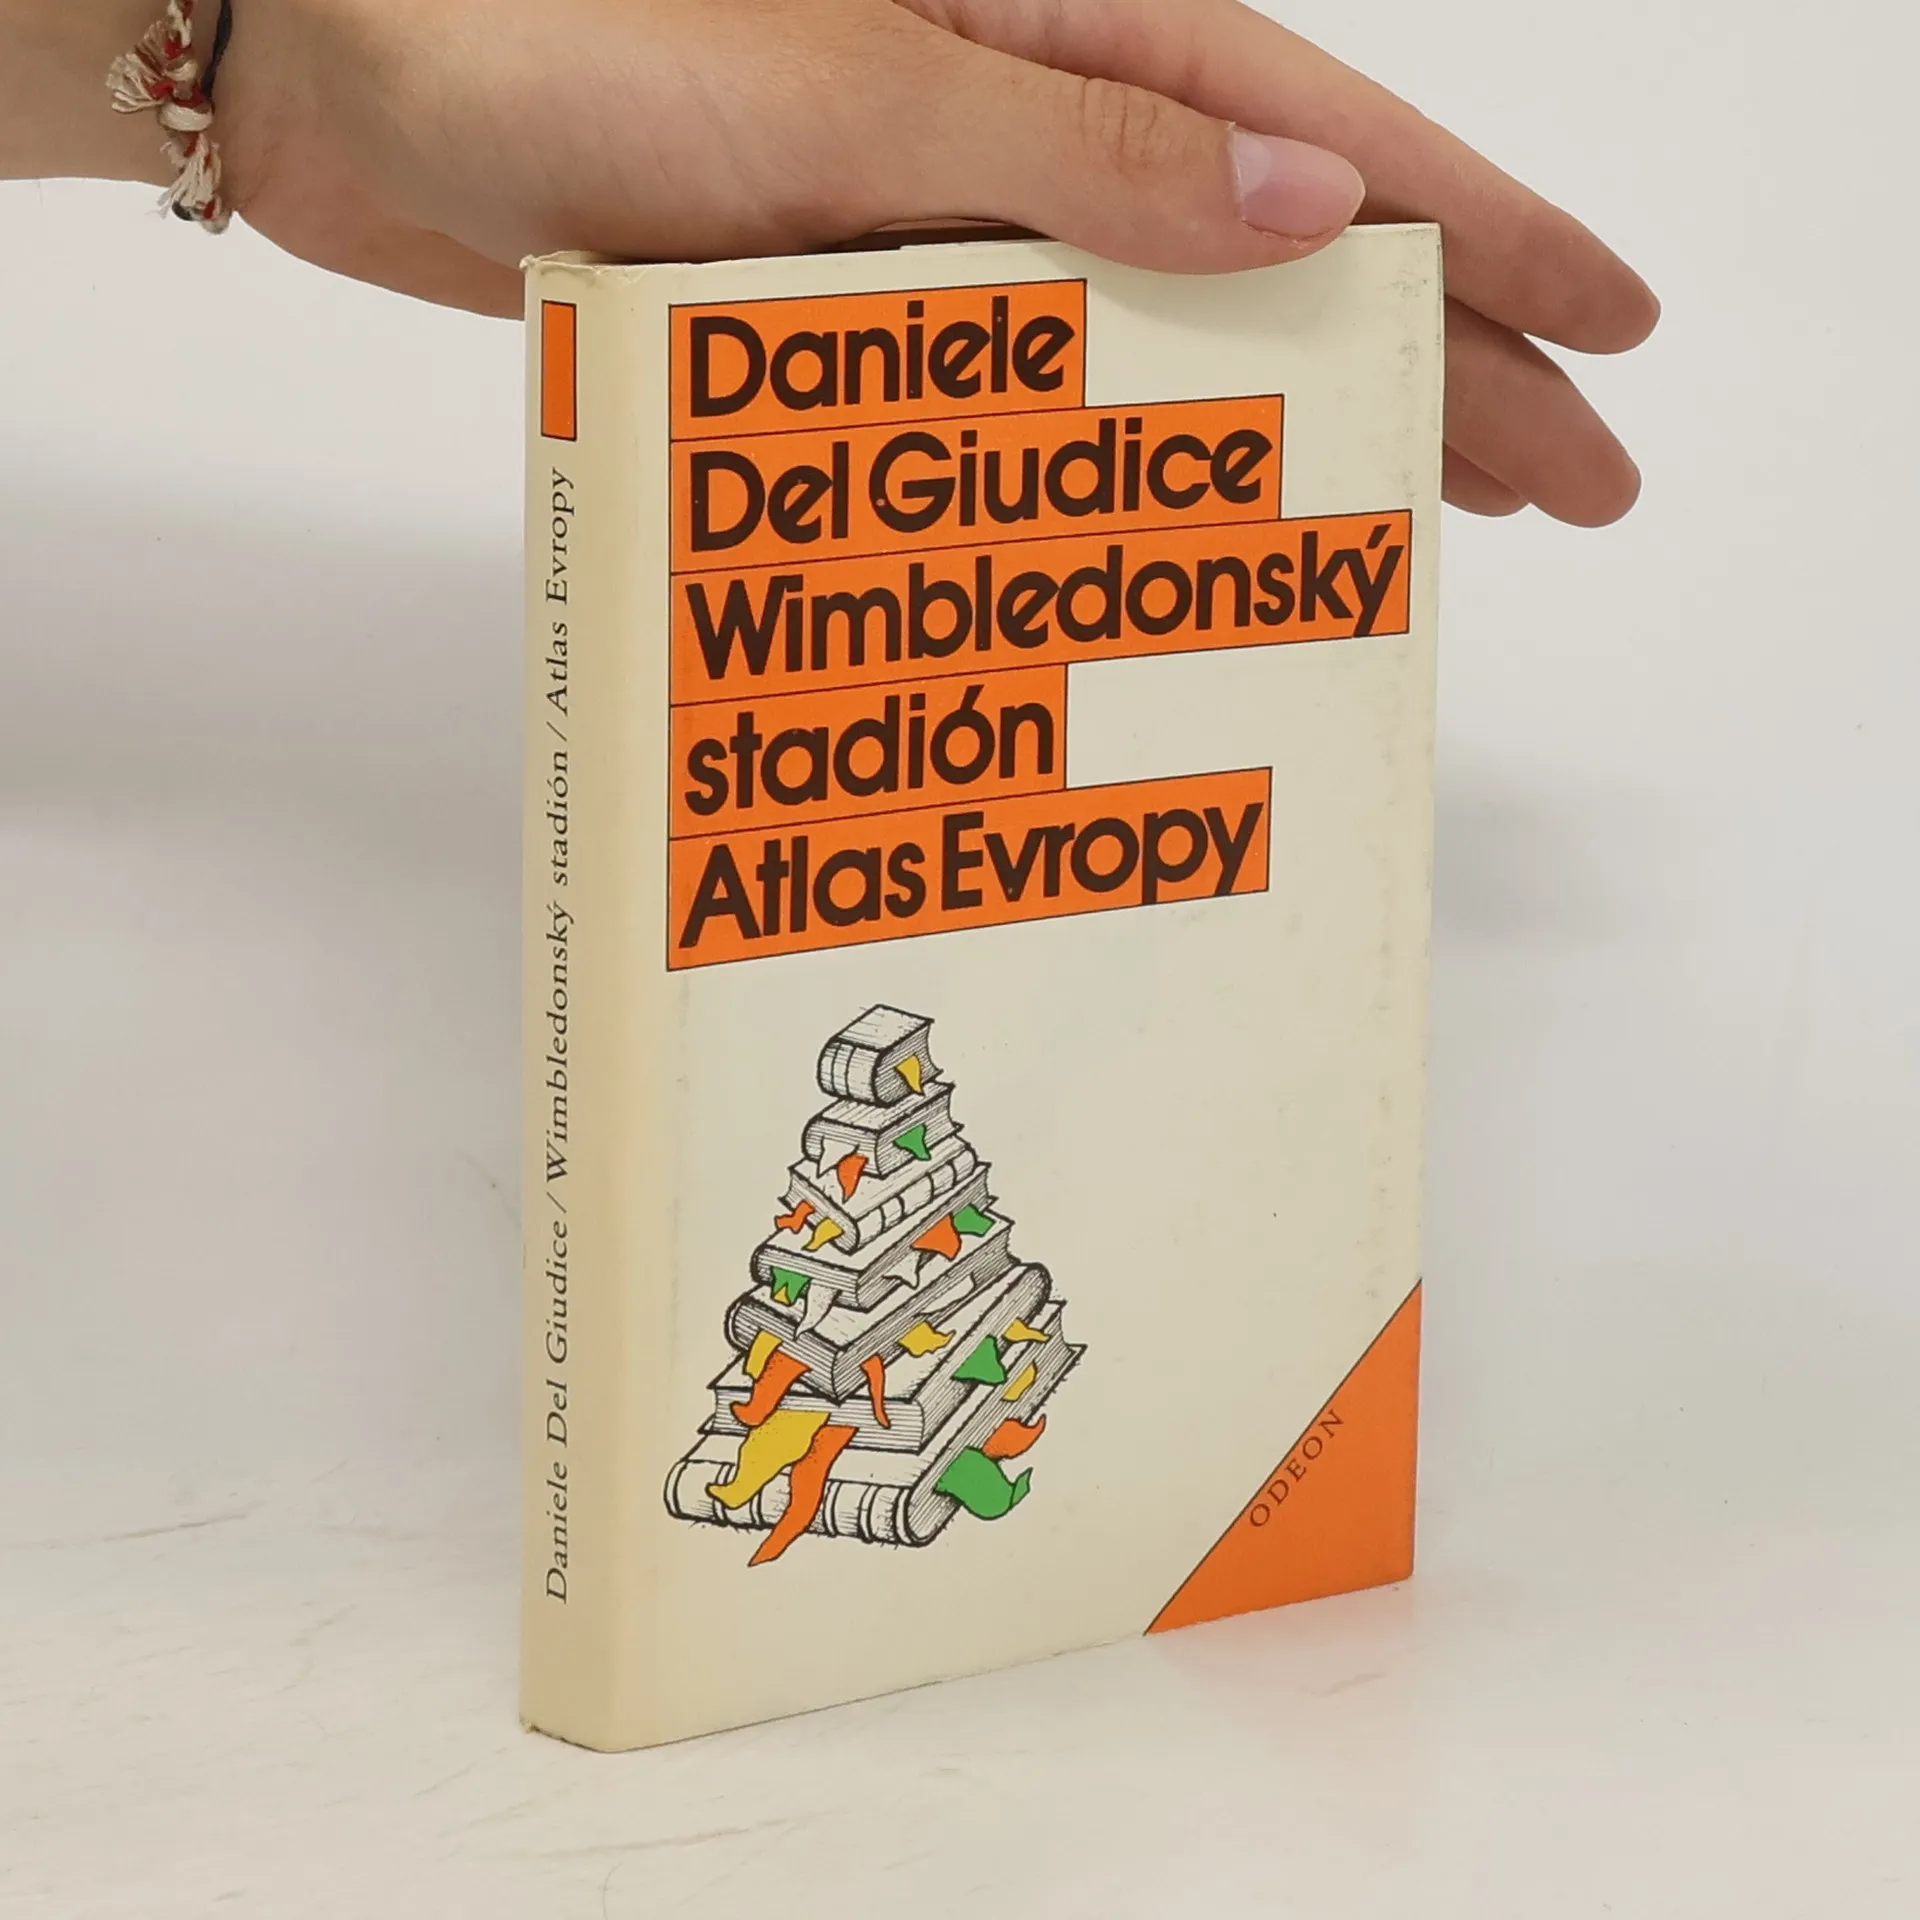 Daniele
Del Giudice
Wimbledonský
stadión
Atlas Evropy
ODEON
Daniele Del Giudice / Wimbledonský stadión / Atlas Evropy